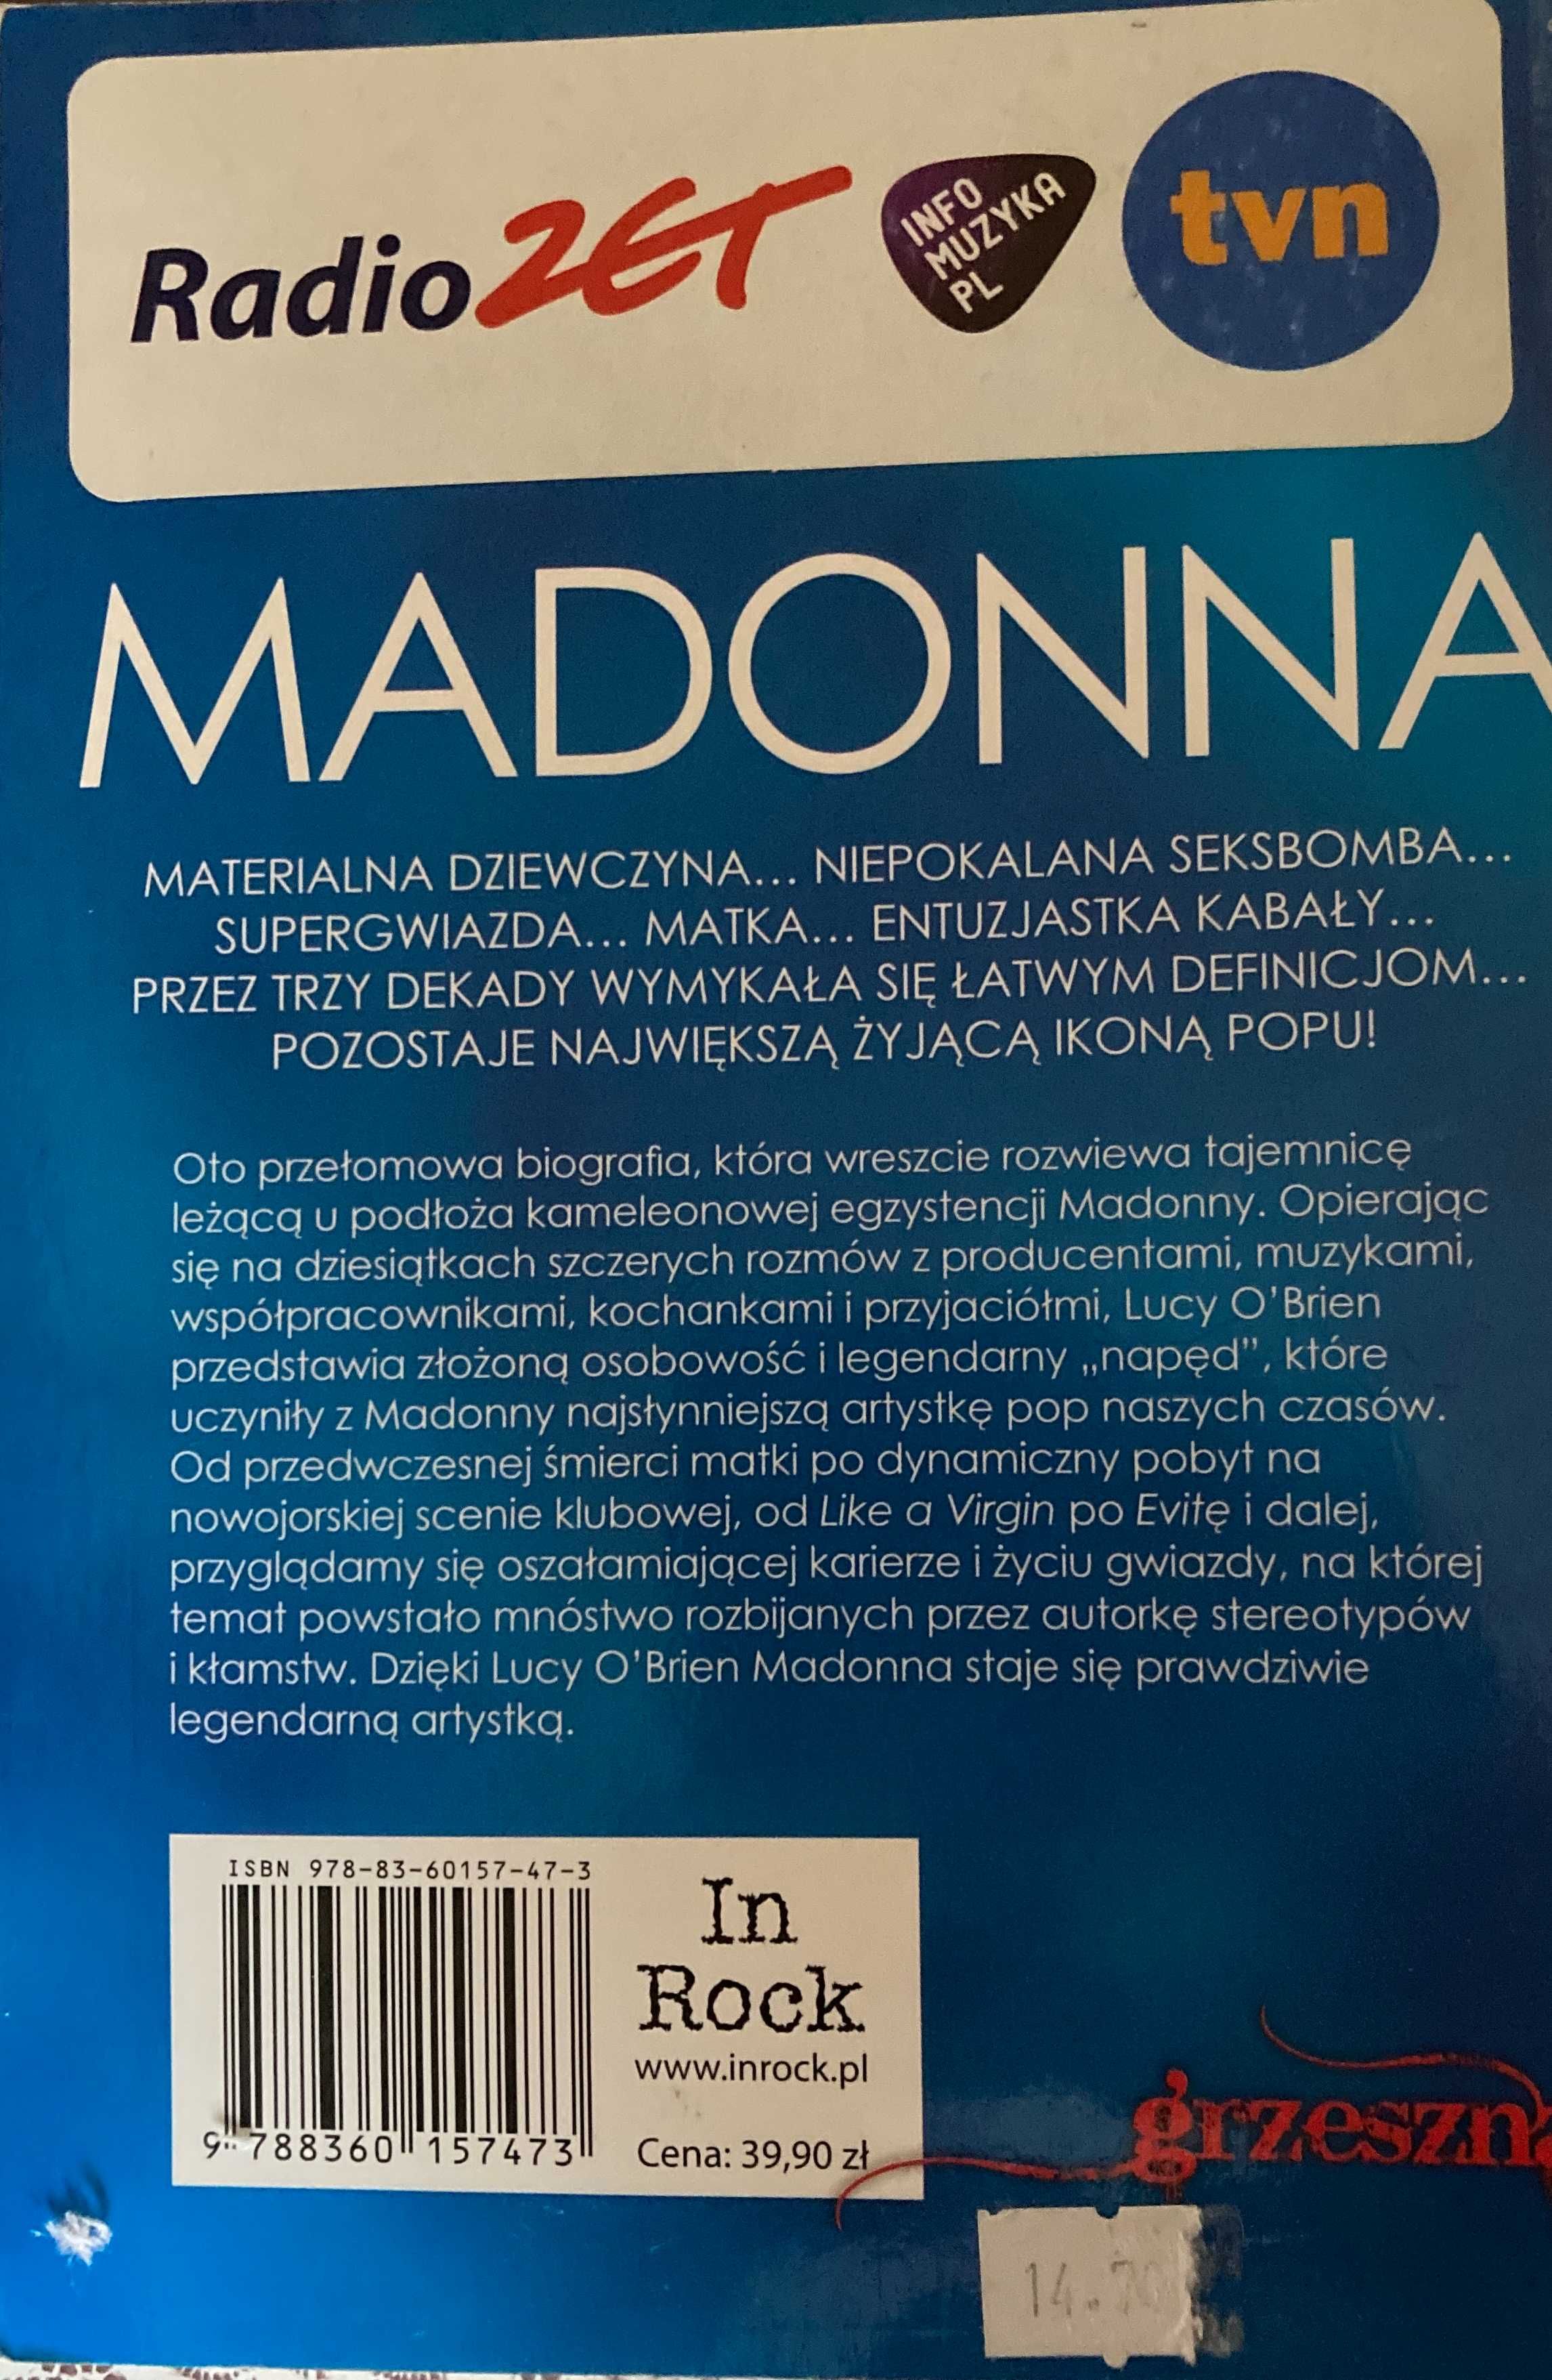 Radio ZET
INFO
MUZYKA
PL
tvn
MADONNA
MATERIALNA DZIEWCZYNA... NIEPOKALANA SEKSBOMBA...
SUPERGWIAZDA... MATKA... ENTUZJASTKA KABAŁY...
PRZEZ TRZY DEKADY WYMYKAŁA SIĘ ŁATWYM DEFINICJOM...
POZOSTAJE NAJWIĘKSZĄ ŻYJĄCĄ IKONĄ POPU!
Oto przełomowa biografia, która wreszcie rozwiewa tajemnicę
leżącą u podłoża kameleonowej egzystencji Madonny. Opierając
się na dziesiątkach szczerych rozmów z producentami, muzykami,
współpracownikami, kochankami i przyjaciółmi, Lucy O'Brien
przedstawia złożoną osobowość i legendarny „napęd”, które
uczyniły z Madonny najsłynniejszą artystkę pop naszych czasów.
Od przedwczesnej śmierci matki po dynamiczny pobyt na
nowojorskiej scenie klubowej, od Like a Virgin po Evitę i dalej,
przyglądamy się oszałamiającej karierze i życiu gwiazdy, na której
temat powstało mnóstwo rozbijanych przez autorkę stereotypów
i kłamstw. Dzięki Lucy O'Brien Madonna staje się prawdziwie
legendarną artystką.
ISBN 978-83-60157-47-3
9 788360 157473
In
Rock
www.inrock.pl
Cena: 39,90 zł
grzeszn